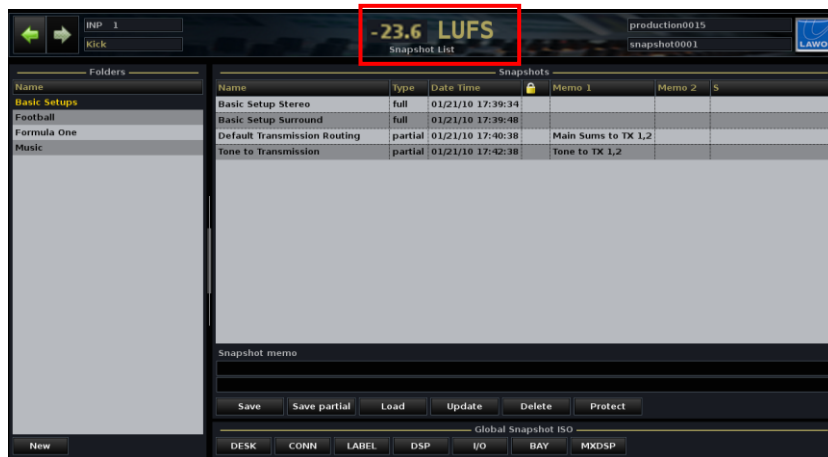 INP 1
Kick
-23.6 LUFS
Snapshot List
production0015
snapshot0001
LAWO
Folders
Name
Basic Setups
Football
Formula One
Music
New
Snapshots
Name Type Date Time Memo 1 Memo 2 S
Basic Setup Stereo full 01/21/10 17:39:34
Basic Setup Surround full 01/21/10 17:39:48
Default Transmission Routing partial 01/21/10 17:40:38 Main Sums to TX 1,2
Tone to Transmission partial 01/21/10 17:42:38 Tone to TX 1,2
Snapshot memo
Save Save partial Load Update Delete Protect
Global Snapshot ISO
DESK CONN LABEL DSP I/O BAY MXDSP